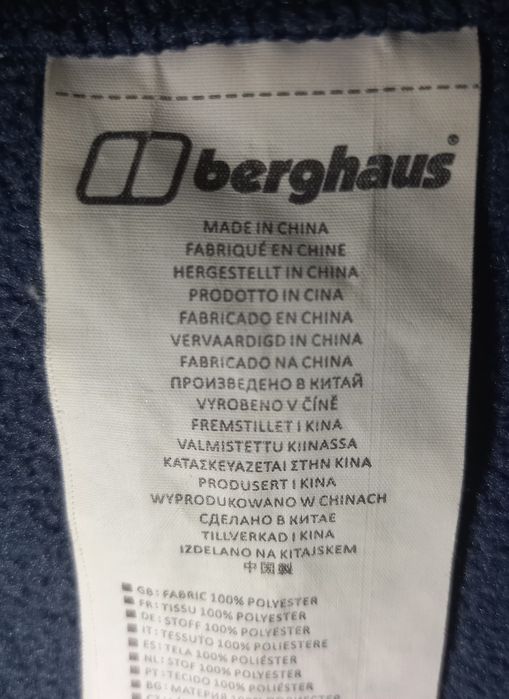 berghaus®
MADE IN CHINA
FABRIQUÉ EN CHINE
HERGESTELLT IN CHINA
PRODOTTO IN CINA
FABRICADO EN CHINA
VERVAARDIGD IN CHINA
FABRICADO NA CHINA
ПРОИЗВЕДЕНО В КИТАЙ
VYROBENO V ČÍNĚ
FREMSTILLET I KINA
VALMISTETTU KIINASSA
ΚΑΤΑΣΚΕΥΑΖΕΤΑΙ ΣΤΗΝ ΚΙΝΑ
PRODUSERT I KINA
WYPRODUKOWANO W CHINACH
СДЕЛАНО В КИТАЕ
TILLVERKAD I KINA
IZDELANO NA KITAJSKEM
中国製
GB: FABRIC 100% POLYESTER
FR: TISSU 100% POLYESTER
DE: STOFF 100% POLYESTER
IT: TESSUTO 100% POLIESTERE
ES: TELA 100% POLIÉSTER
NL: STOF 100% POLYESTER
PT: TECIDO 100% POLIÉSTER
BG: МАТЕРИЯ 100%